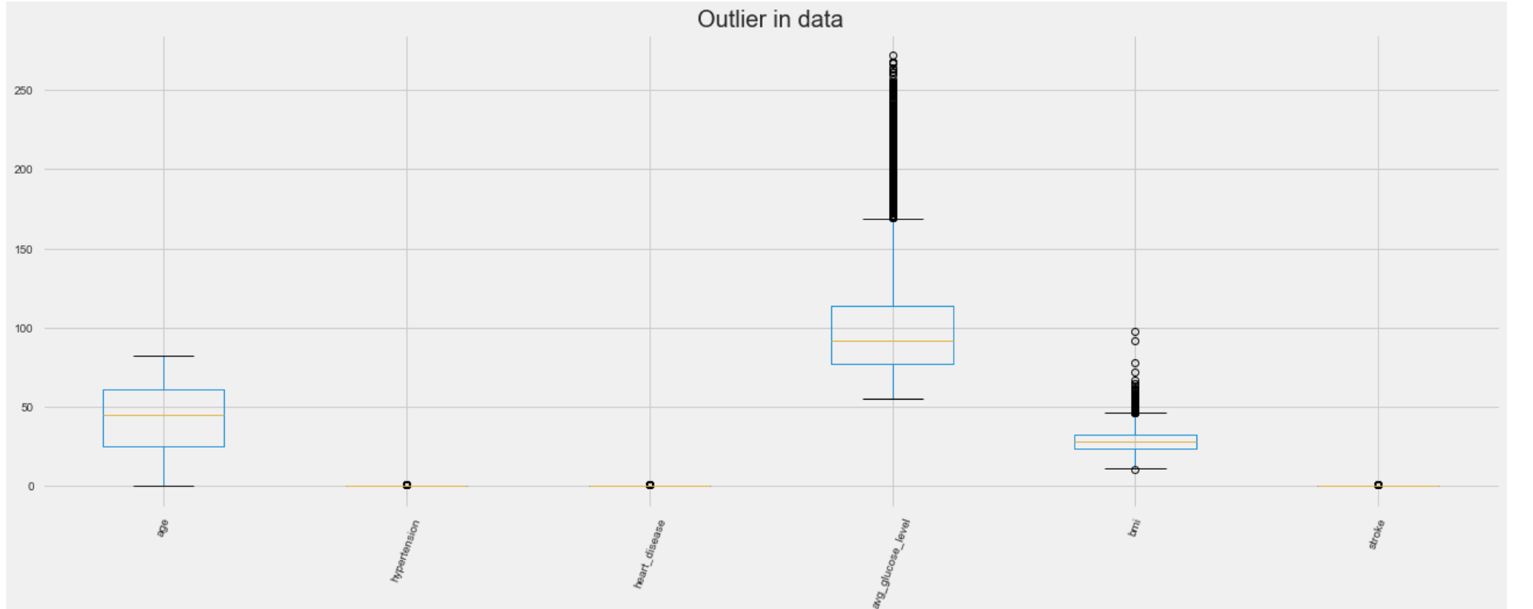 Outlier in data
250
200
150
100
50
0
age
hypertension
heart_disease
avg_glucose_level
bmi
stroke